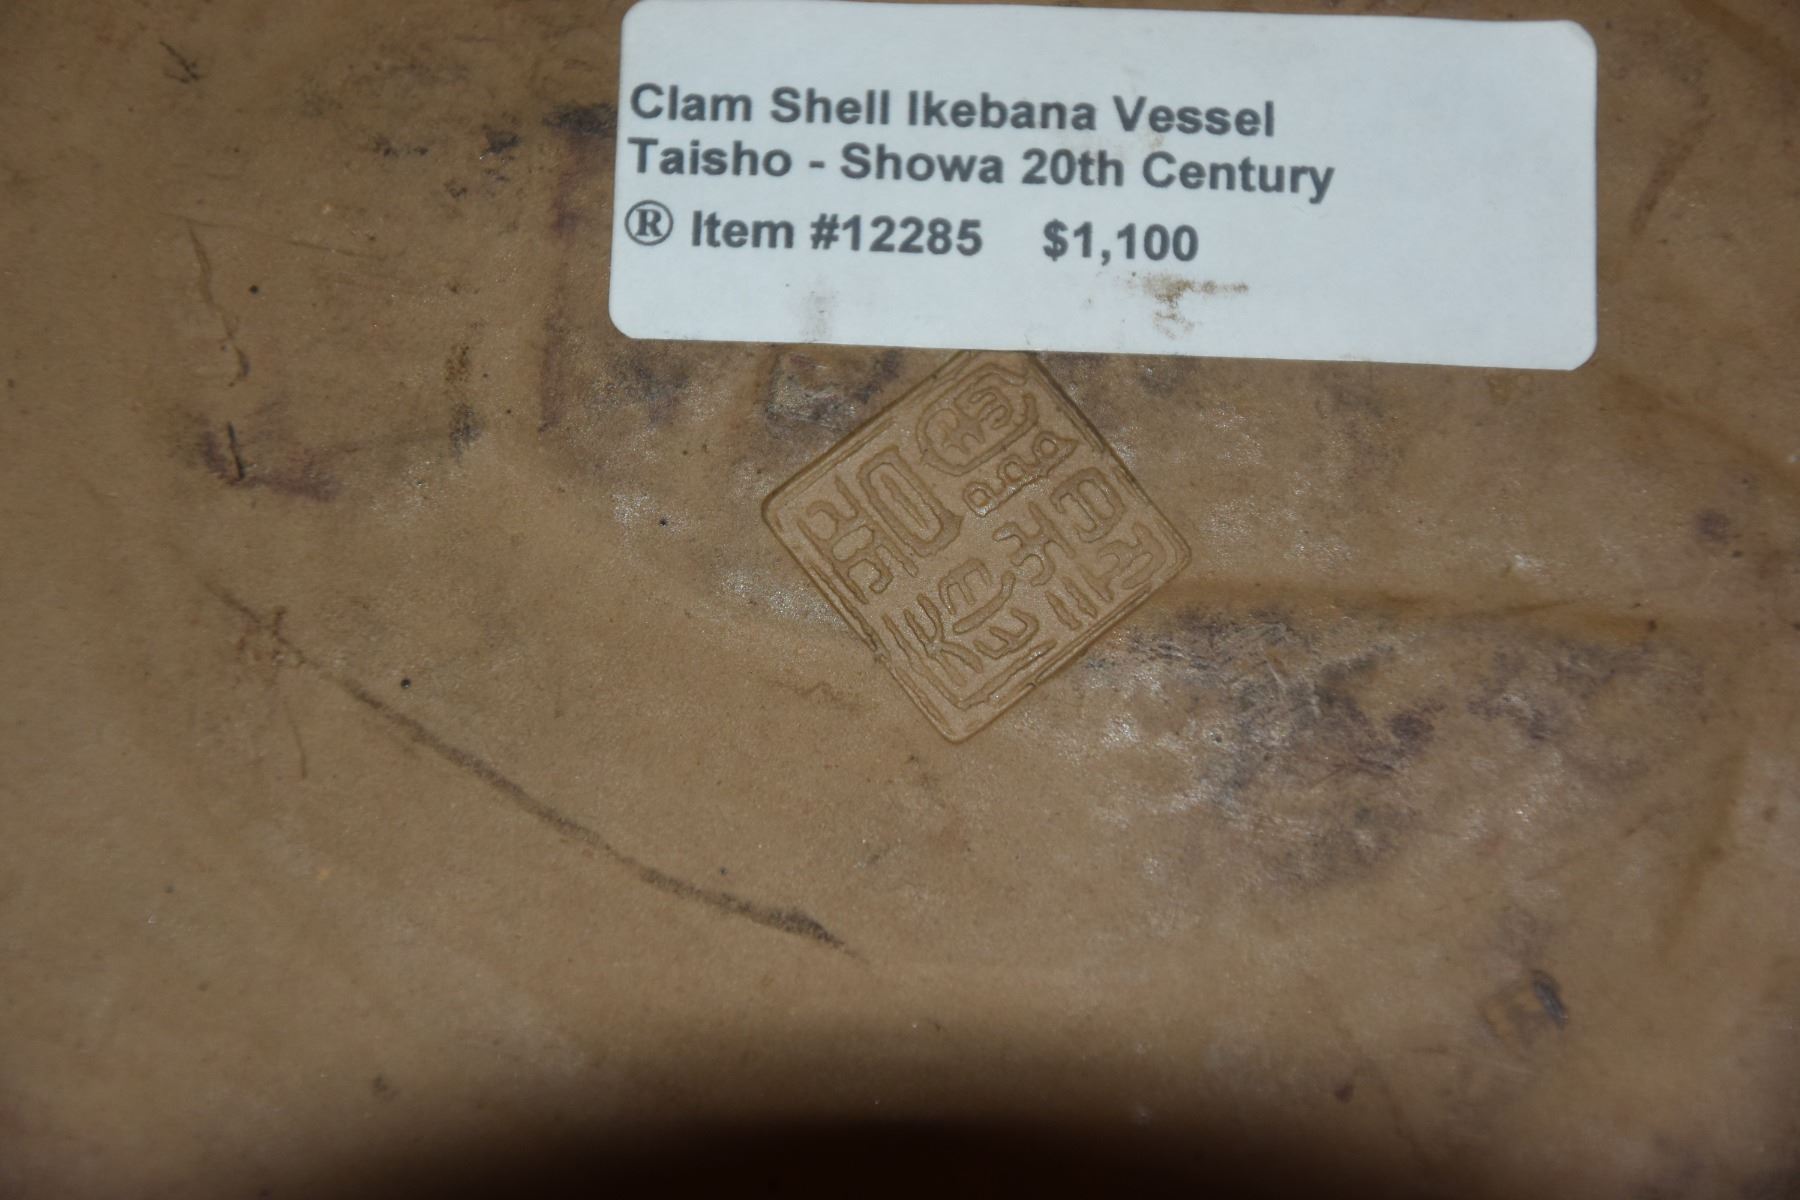 Clam Shell Ikebana Vessel
Taisho - Showa 20th Century
® Item #12285 $1,100